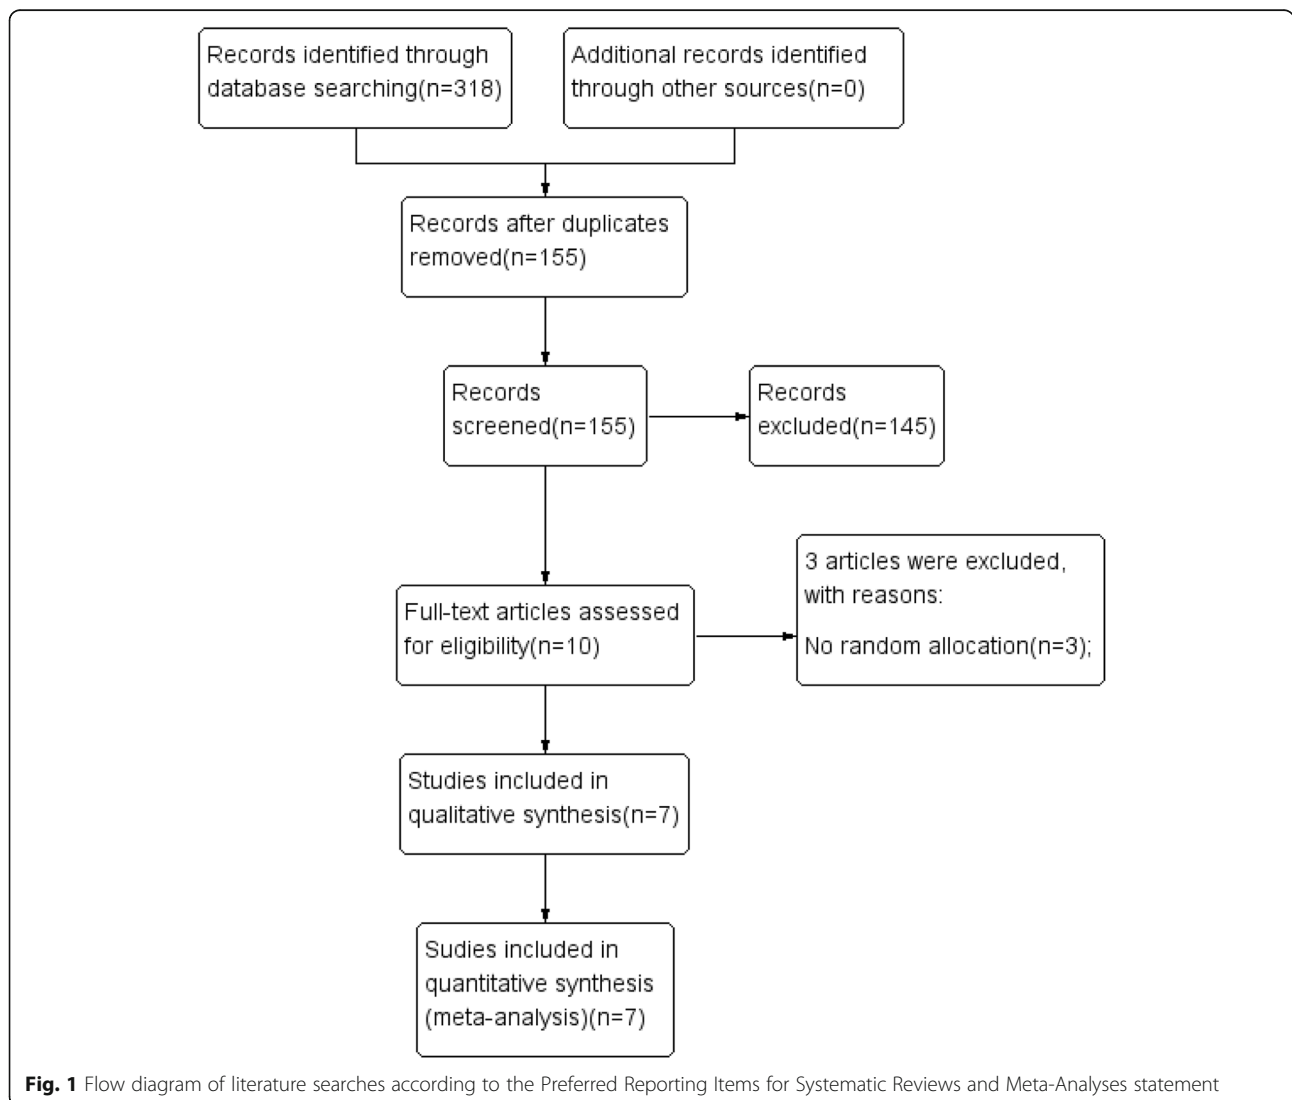 Records identified through
database searching(n=318)
Additional records identified
through other sources(n=0)
Records after duplicates
removed(n=155)
Records
screened(n=155)
Records
excluded(n=145)
Full-text articles assessed
for eligibility(n=10)
3 articles were excluded,
with reasons:
No random allocation(n=3);
Studies included in
qualitative synthesis(n=7)
Sudies included in
quantitative synthesis
(meta-analysis)(n=7)
Fig. 1 Flow diagram of literature searches according to the Preferred Reporting Items for Systematic Reviews and Meta-Analyses statement